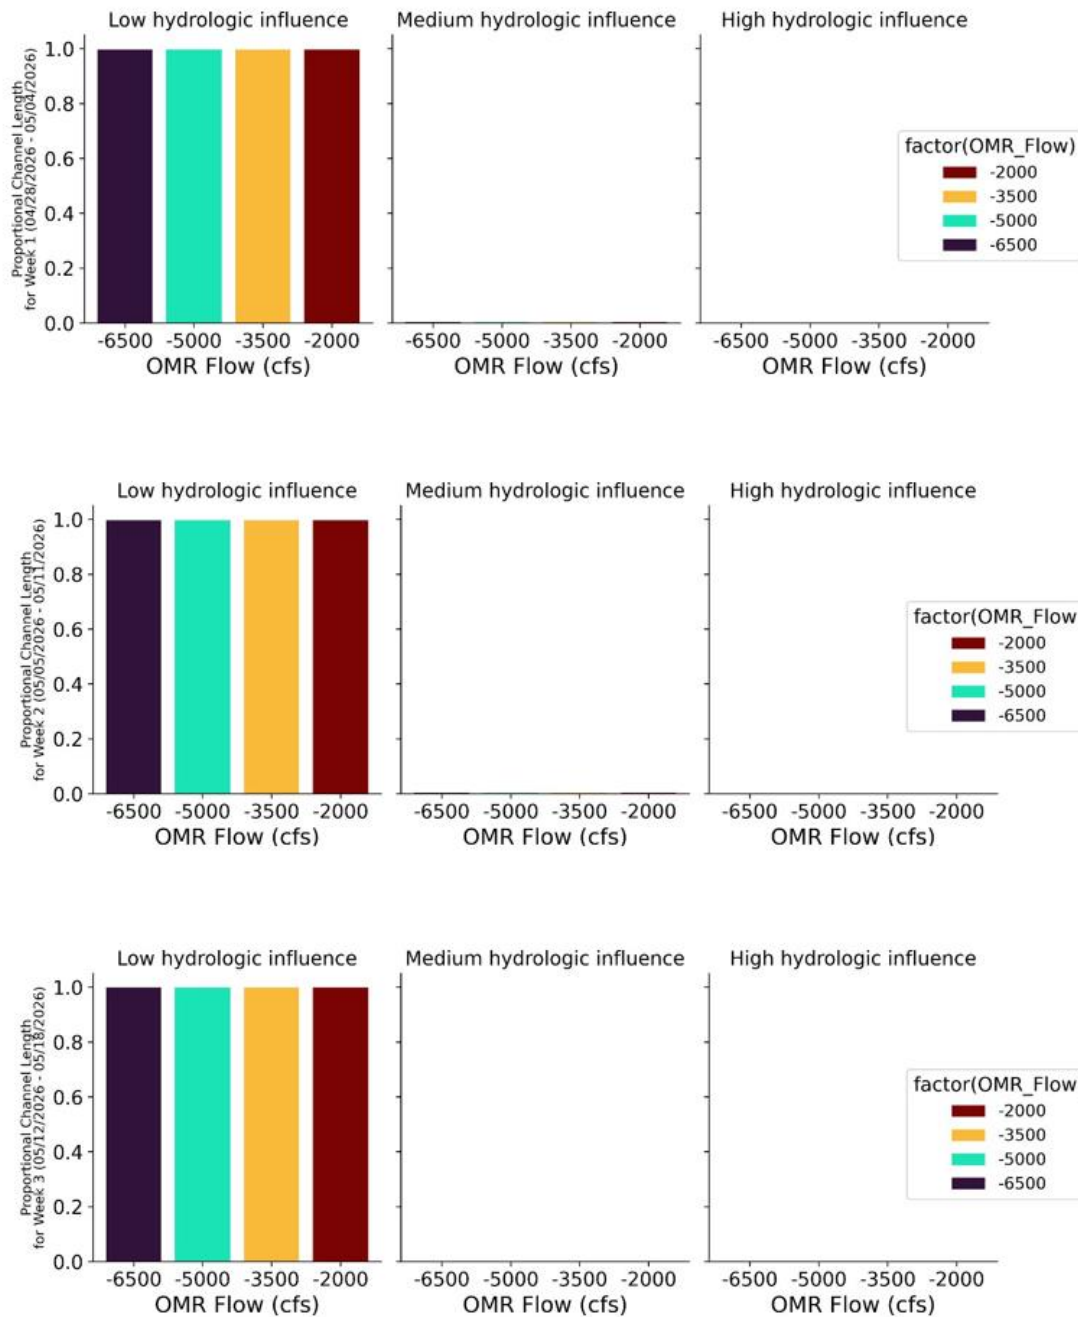 Low hydrologic influence
Medium hydrologic influence
High hydrologic influence
Proportional Channel Length
for Week 1 (04/28/2026 - 05/04/2026)
1.0
0.8
0.6
0.4
0.2
0.0
-6500 -5000 -3500 -2000
-6500 -5000 -3500 -2000
-6500 -5000 -3500 -2000
OMR Flow (cfs)
OMR Flow (cfs)
OMR Flow (cfs)
factor(OMR_Flow)
-2000
-3500
-5000
-6500
Low hydrologic influence
Medium hydrologic influence
High hydrologic influence
Proportional Channel Length
for Week 2 (05/05/2026 - 05/11/2026)
1.0
0.8
0.6
0.4
0.2
0.0
-6500 -5000 -3500 -2000
-6500 -5000 -3500 -2000
-6500 -5000 -3500 -2000
OMR Flow (cfs)
OMR Flow (cfs)
OMR Flow (cfs)
factor(OMR_Flow
-2000
-3500
-5000
-6500
Low hydrologic influence
Medium hydrologic influence
High hydrologic influence
Proportional Channel Length
for Week 3 (05/12/2026 - 05/18/2026)
1.0
0.8
0.6
0.4
0.2
0.0
-6500 -5000 -3500 -2000
-6500 -5000 -3500 -2000
-6500 -5000 -3500 -2000
OMR Flow (cfs)
OMR Flow (cfs)
OMR Flow (cfs)
factor(OMR_Flow
-2000
-3500
-5000
-6500